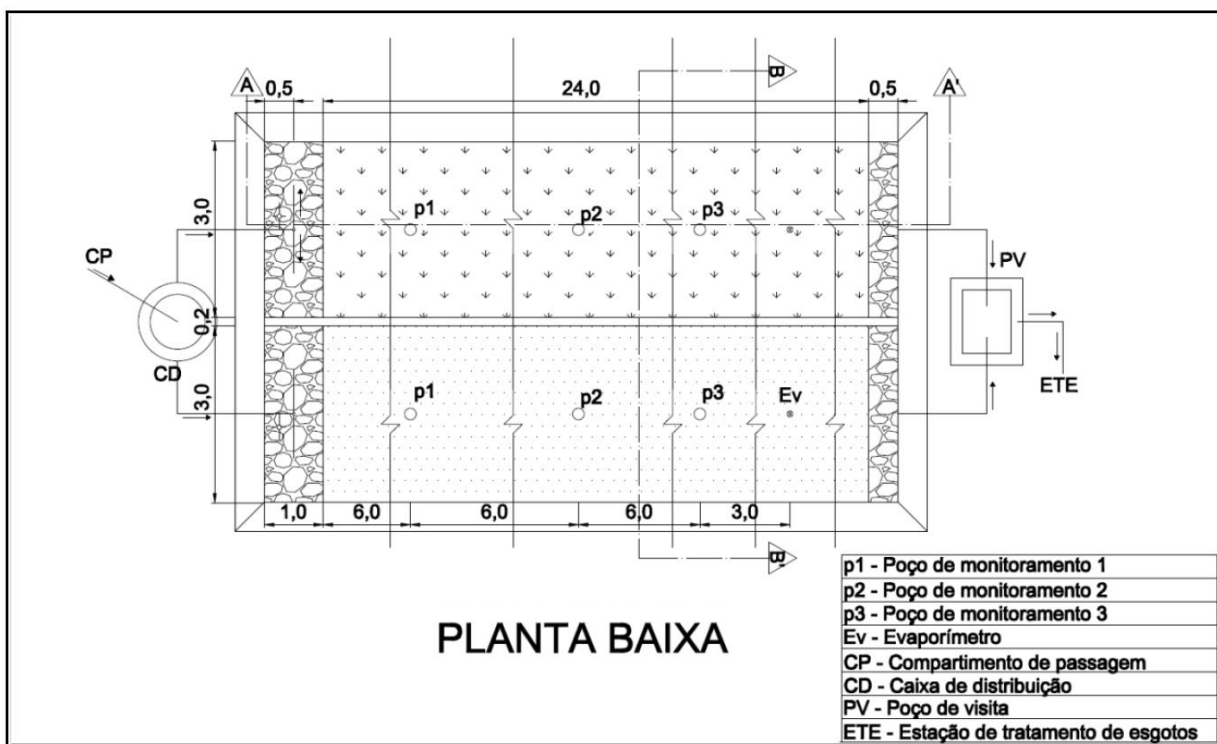 A
0,5
24,0
B
0,5
A'
3,0
p1
p2
p3
CP
PV
0,2
CD
ETE
3,0
p1
p2
p3
Ev
1,0
6,0
6,0
6,0
3,0
B'
PLANTA BAIXA
p1 - Poço de monitoramento 1
p2 - Poço de monitoramento 2
p3 - Poço de monitoramento 3
Ev - Evaporímetro
CP - Compartimento de passagem
CD - Caixa de distribuição
PV - Poço de visita
ETE - Estação de tratamento de esgotos